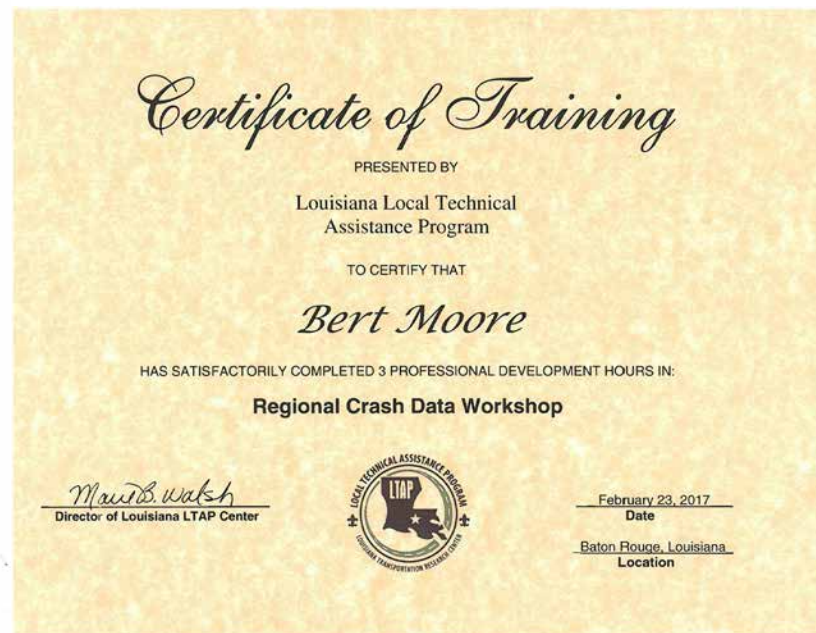 Certificate of Training
PRESENTED BY
Louisiana Local Technical
Assistance Program
TO CERTIFY THAT
Bert Moore
HAS SATISFACTORILY COMPLETED 3 PROFESSIONAL DEVELOPMENT HOURS IN:
Regional Crash Data Workshop
B. Walsh
Director of Louisiana LTAP Center
LOCAL TECHNICAL ASSISTANCE PROGRAM
LTAP
LOUISIANA TRANSPORTATION RESEARCH CENTER
February 23, 2017
Date
Baton Rouge, Louisiana
Location